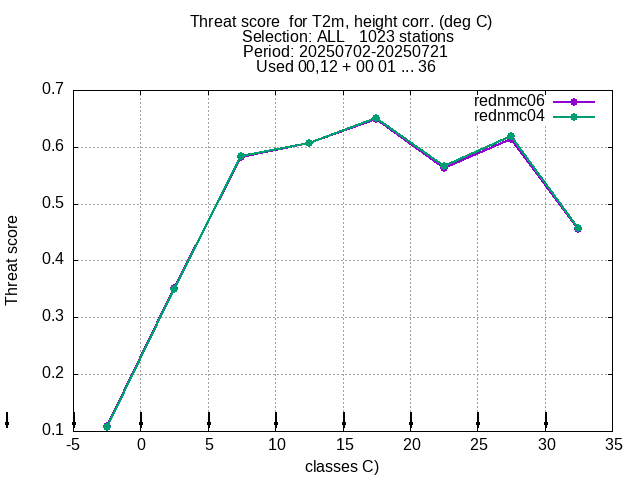 Threat score  for T2m, height corr. (deg C)
Selection: ALL   1023 stations
Period: 20250702-20250721
Used 00,12 + 00 01 ... 36
rednmc06
rednmc04
0.7
0.6
0.5
0.4
0.3
0.2
0.1
Threat score
-5 0 5 10 15 20 25 30 35
classes C)